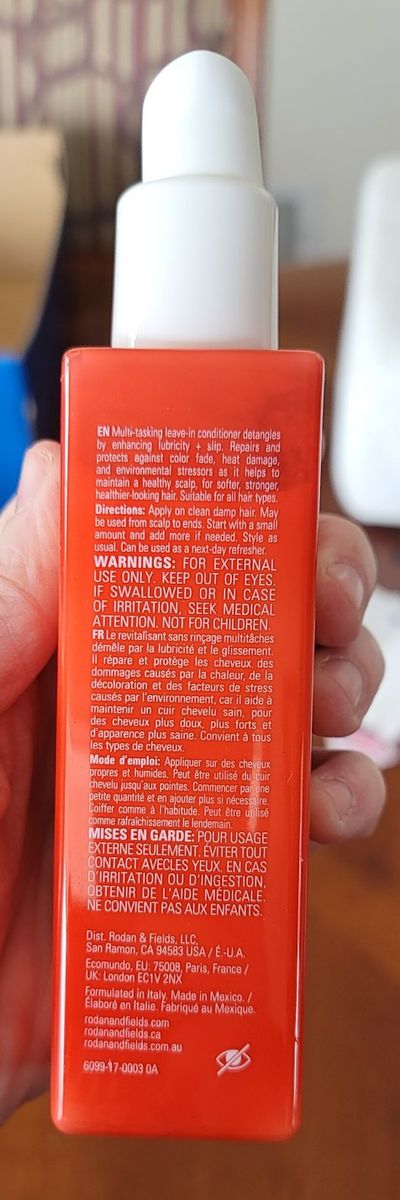 EN Multi-tasking leave-in conditioner detangles
by enhancing lubricity + slip. Repairs and
protects against color fade, heat damage,
and environmental stressors as it helps to
maintain a healthy scalp, for softer, stronger,
healthier-looking hair. Suitable for all hair types.
Directions: Apply on clean damp hair. May
be used from scalp to ends. Start with a small
amount and add more if needed. Style as
usual. Can be used as a next-day refresher.
WARNINGS: FOR EXTERNAL
USE ONLY. KEEP OUT OF EYES.
IF SWALLOWED OR IN CASE
OF IRRITATION, SEEK MEDICAL
ATTENTION. NOT FOR CHILDREN.
FR Le revitalisant sans rinçage multitâches
démêle par la lubricité et le glissement.
Il répare et protège les cheveux, des
dommages causés par la chaleur, de la
décoloration et des facteurs de stress
causés par l'environnement, car il aide à
maintenir un cuir chevelu sain, pour
des cheveux plus doux, plus forts et
d'apparence plus saine. Convient à tous
les types de cheveux.
Mode d'emploi: Appliquer sur des cheveux
propres et humides. Peut être utilisé du cuir
chevelu jusqu'aux pointes. Commencer par une
petite quantité et en ajouter plus si nécessaire.
Coiffer comme à l'habitude. Peut être utilisé
comme rafraîchissement le lendemain.
MISES EN GARDE: POUR USAGE
EXTERNE SEULEMENT. ÉVITER TOUT
CONTACT AVECLES YEUX. EN CAS
D'IRRITATION OU D'INGESTION,
OBTENIR DE L'AIDE MÉDICALE.
NE CONVIENT PAS AUX ENFANTS.
Dist. Rodan & Fields, LLC,
San Ramon, CA 94583 USA / É.-U.A.
Ecomundo, EU: 75008, Paris, France /
UK: London EC1V 2NX
Formulated in Italy. Made in Mexico. /
Élaboré en Italie. Fabriqué au Mexique.
rodanandfields.com
rodanandfields.ca
rodanandfields.com.au
6099-17-0003 0A